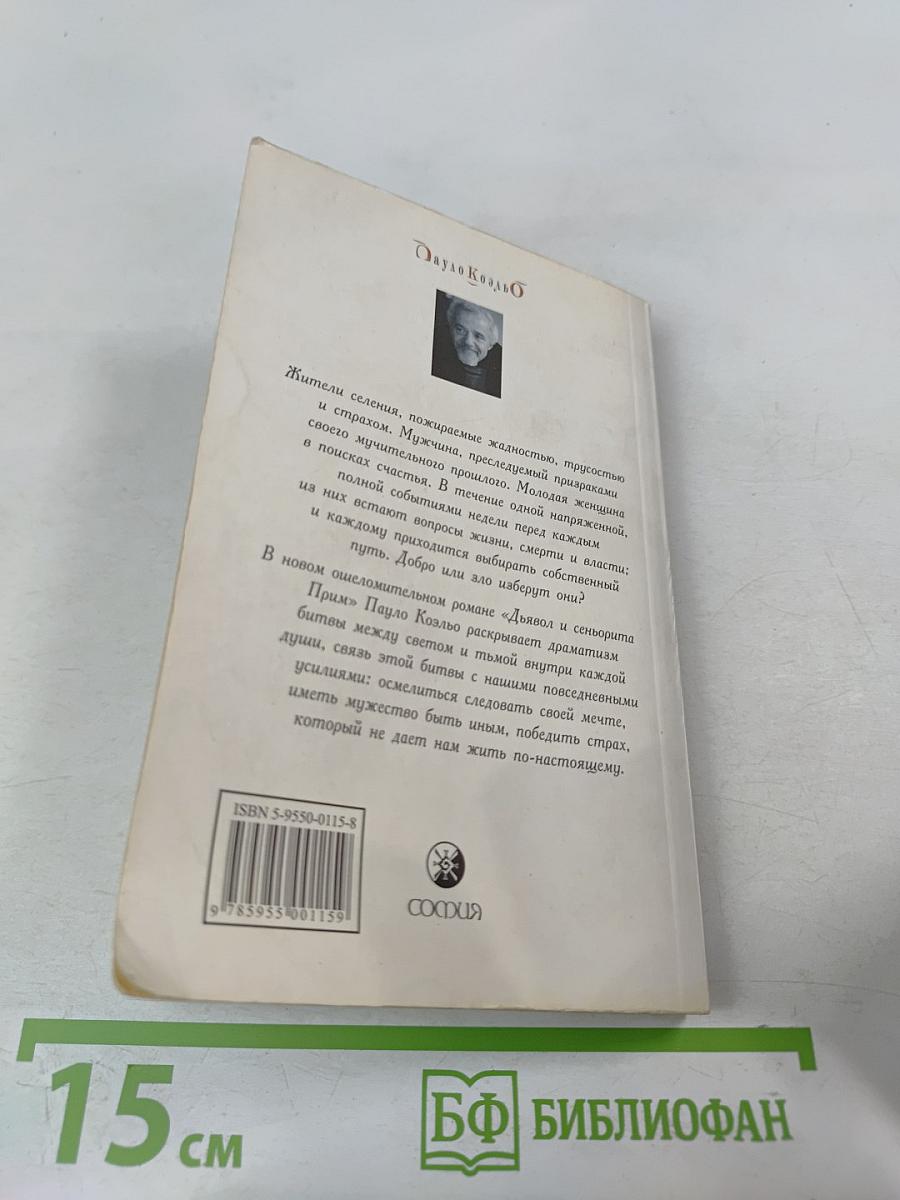 Пауло Коэльо
Жители селения, пожираемые жадностью, трусостью
и страхом. Мужчина, преследуемый призраками
своего мучительного прошлого. Молодая женщина
в поисках счастья. В течение одной напряженной,
полной событиями недели перед каждым
из них встают вопросы жизни, смерти и власти;
и каждому приходится выбирать собственный
путь. Добро или зло изберут они?
В новом ошеломительном романе «Дьявол и сеньорита
Прим» Пауло Коэльо раскрывает драматизм
битвы между светом и тьмой внутри каждой
души, связь этой битвы с нашими повседневными
усилиями: осмелиться следовать своей мечте,
иметь мужество быть иным, победить страх,
который не дает нам жить по-настоящему.
ISBN 5-9550-0115-8
9 785955 001159
СОФИЯ
15 см
БФ БИБЛИОФАН